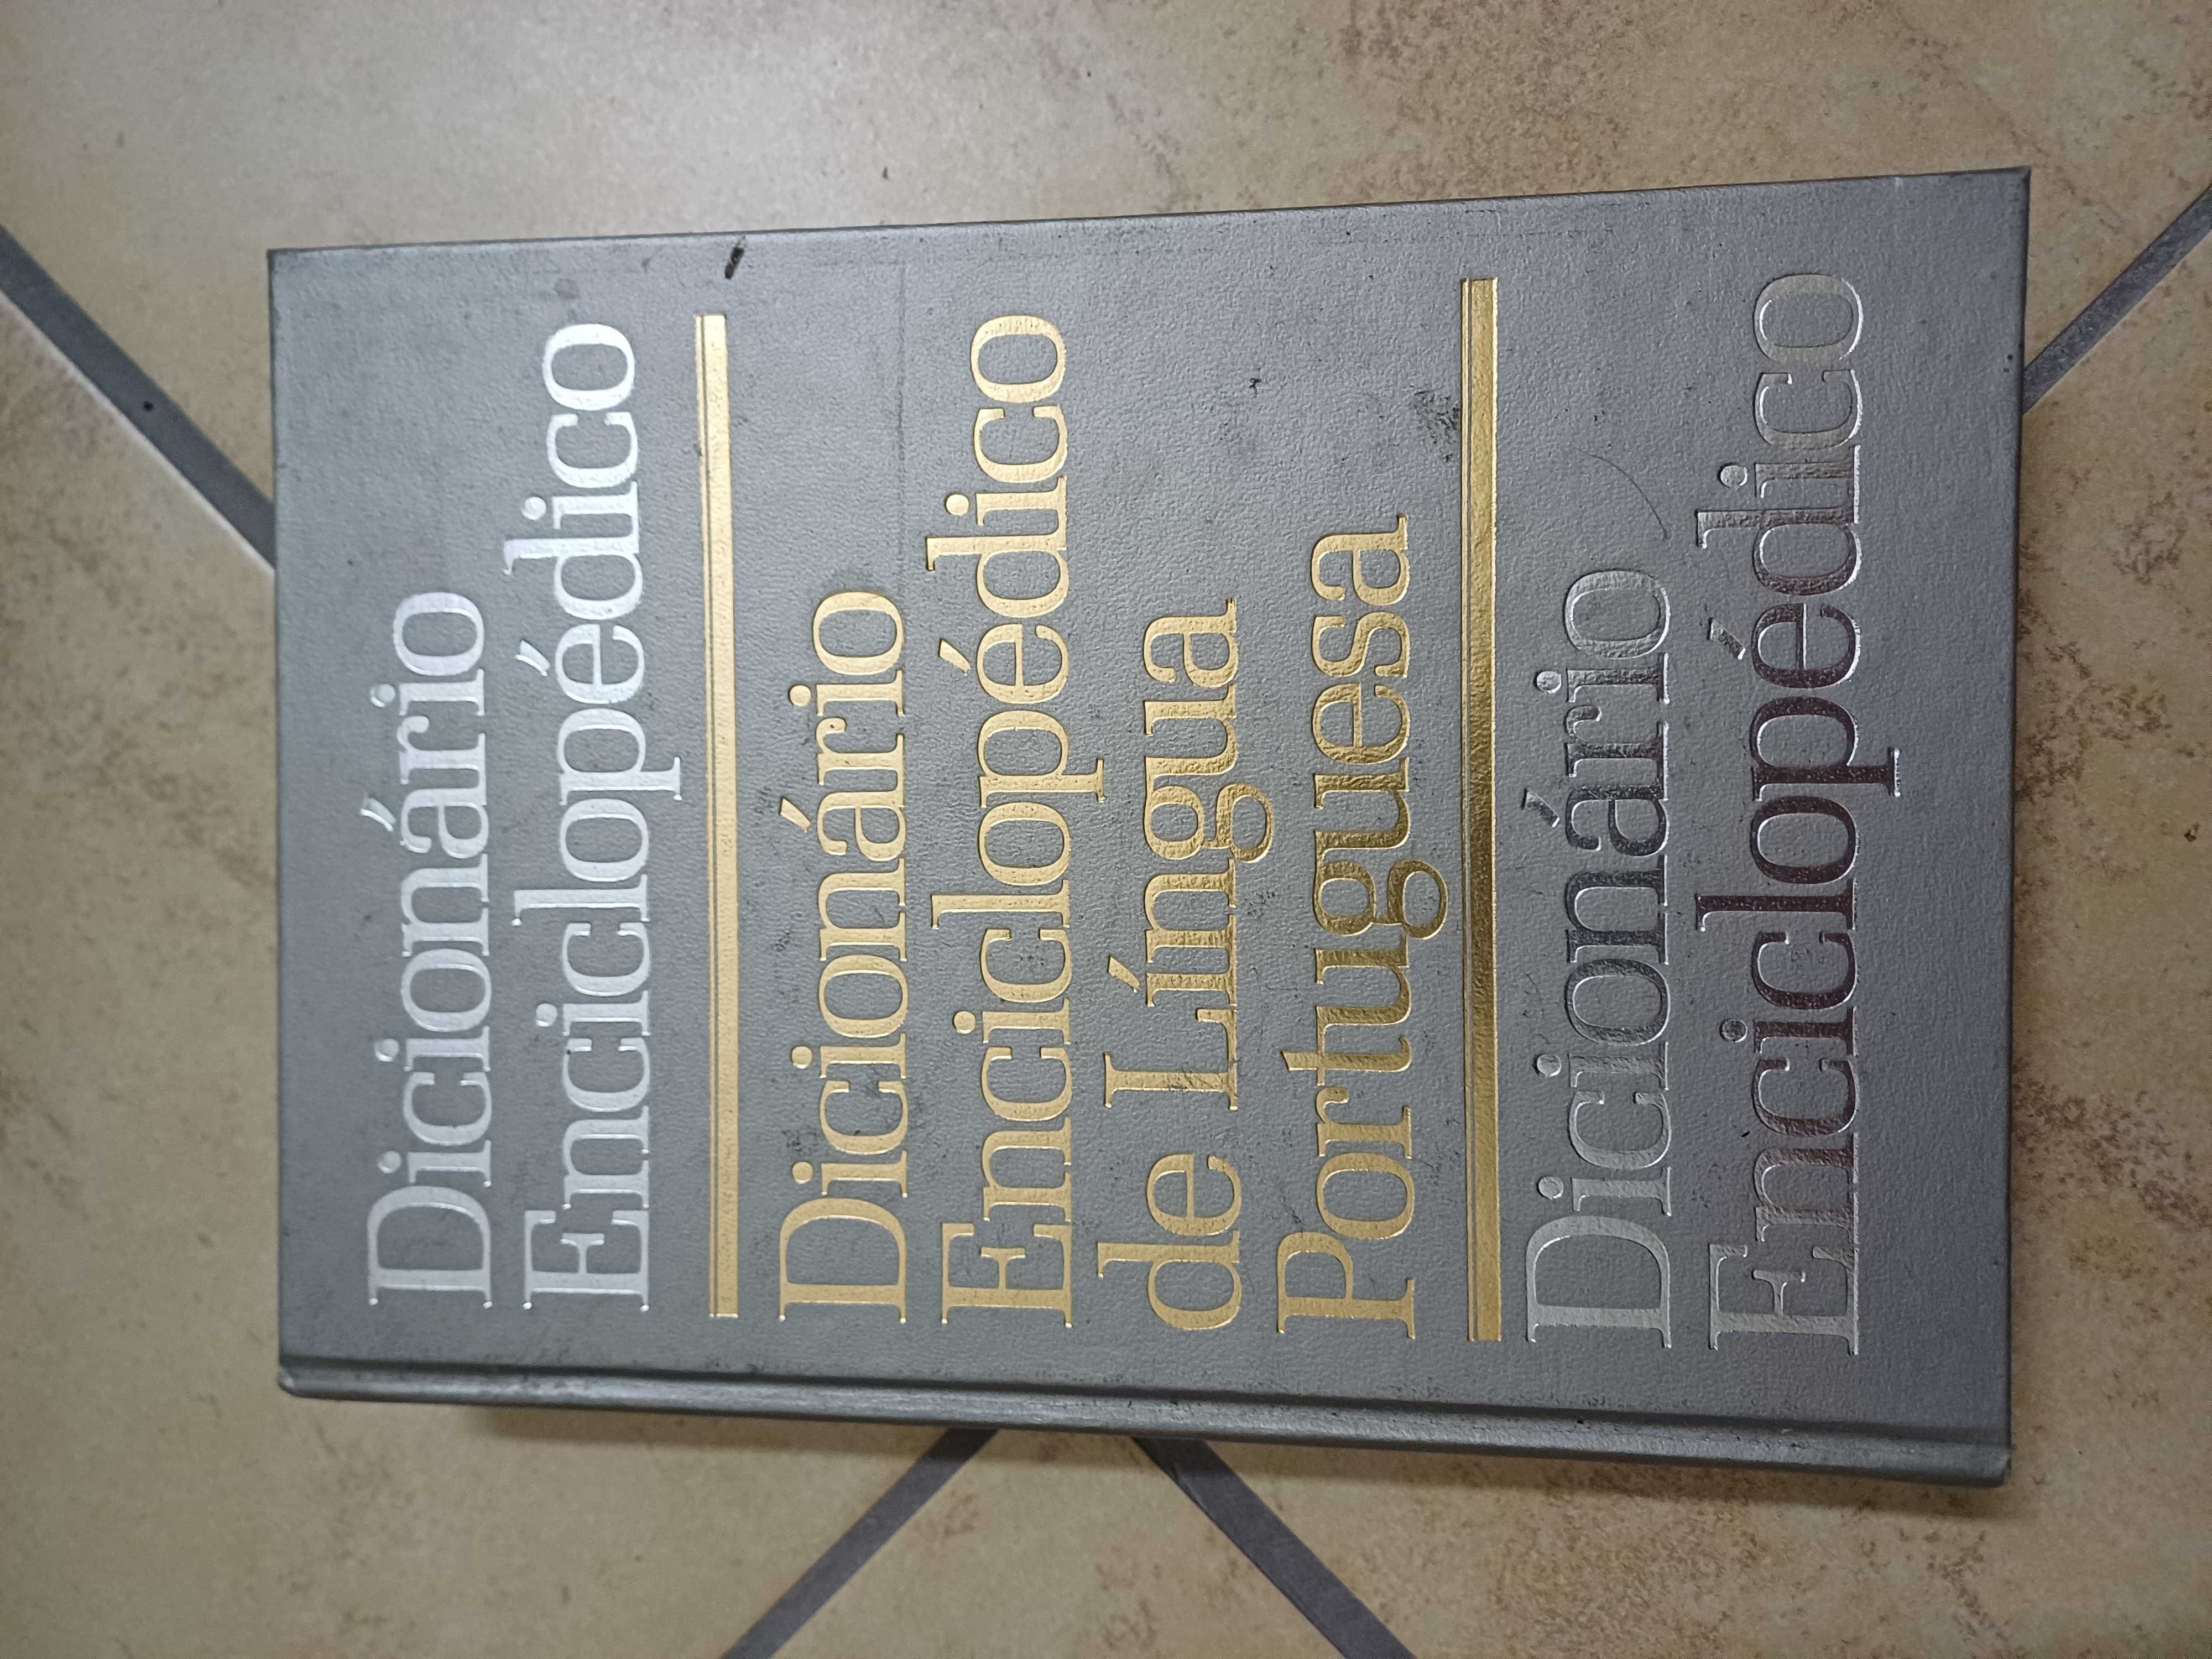 Dicionário
Enciclopédico
Dicionário
Enciclopédico
de Língua
Portuguesa
Dicionário
Enciclopédico